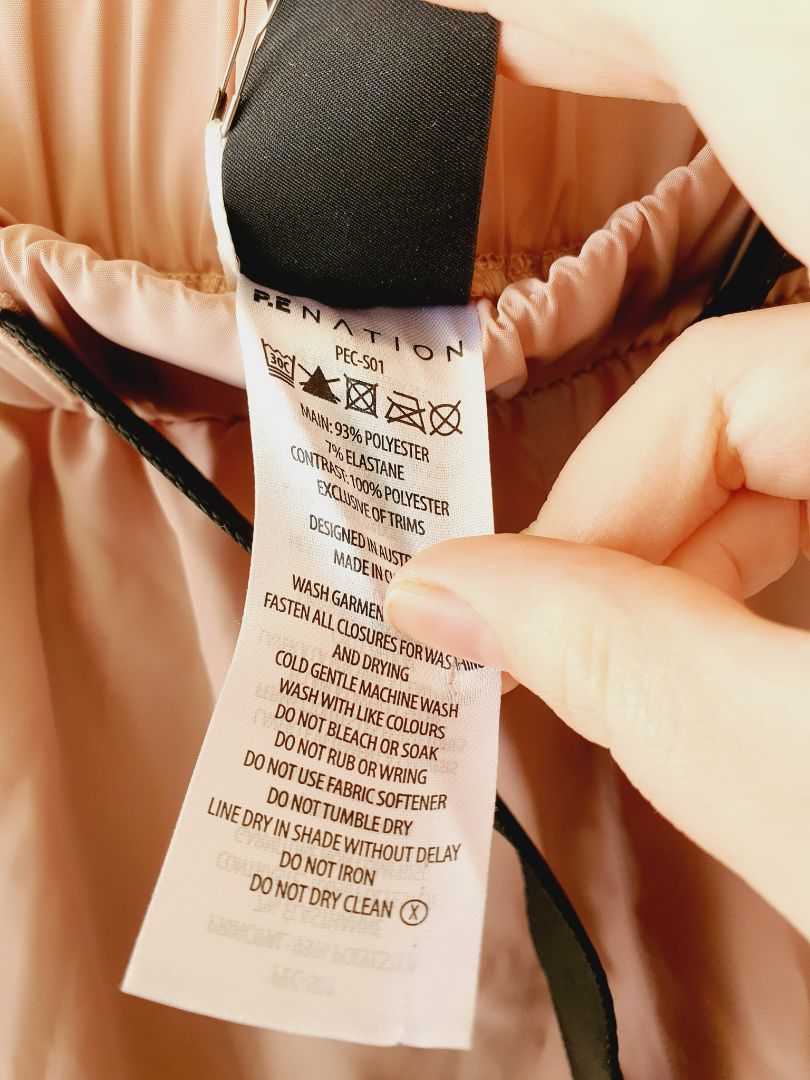 P.E NATION
PEC-S01
30C
MAIN: 93% POLYESTER
7% ELASTANE
CONTRAST: 100% POLYESTER
EXCLUSIVE OF TRIMS
DESIGNED IN
MADE IN
WASH
FASTEN ALL CLOSURES FOR WASHING
AND DRYING
COLD GENTLE MACHINE WASH
WASH WITH LIKE COLOURS
DO NOT BLEACH OR SOAK
DO NOT RUB OR WRING
DO NOT USE FABRIC SOFTENER
DO NOT TUMBLE DRY
LINE DRY IN SHADE WITHOUT DELAY
DO NOT IRON
DO NOT DRY CLEAN X